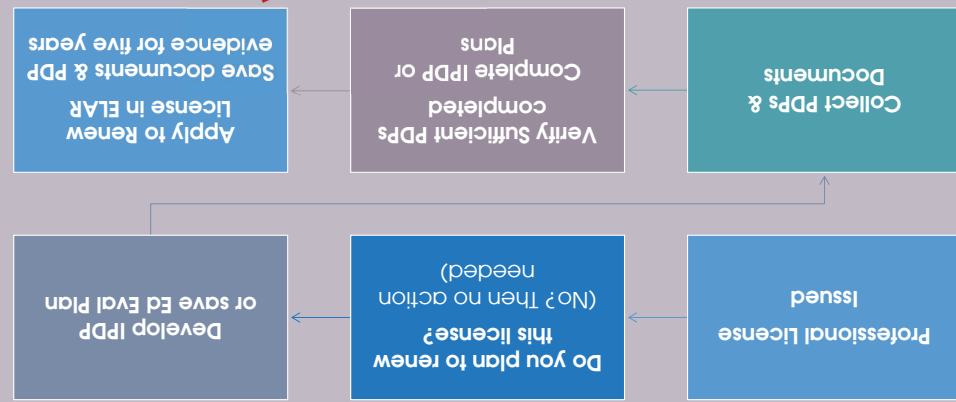 Professional License
Issued
Do you plan to renew
this license?
(No? Then no action
needed)
Develop IPDP
or save Ed Eval Plan
Collect PDPs &
Documents
Verify Sufficient PDPs
completed
Complete IPDP or
Plans
Apply to Renew
License in ELAR
Save documents & PDP
evidence for five years